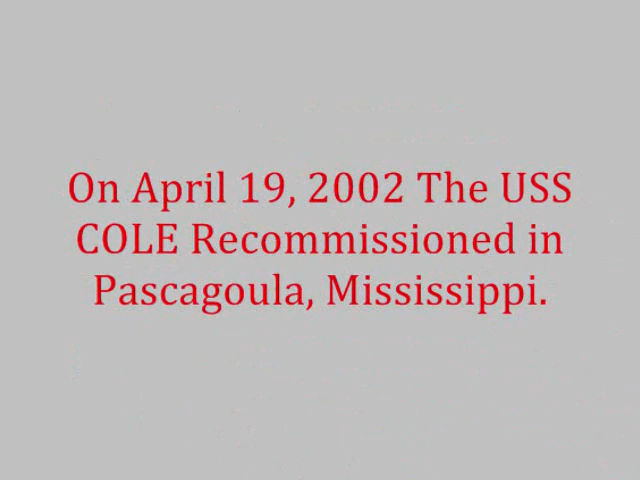 On April 19, 2002 The USS
COLE Recommissioned in
Pascagoula, Mississippi.